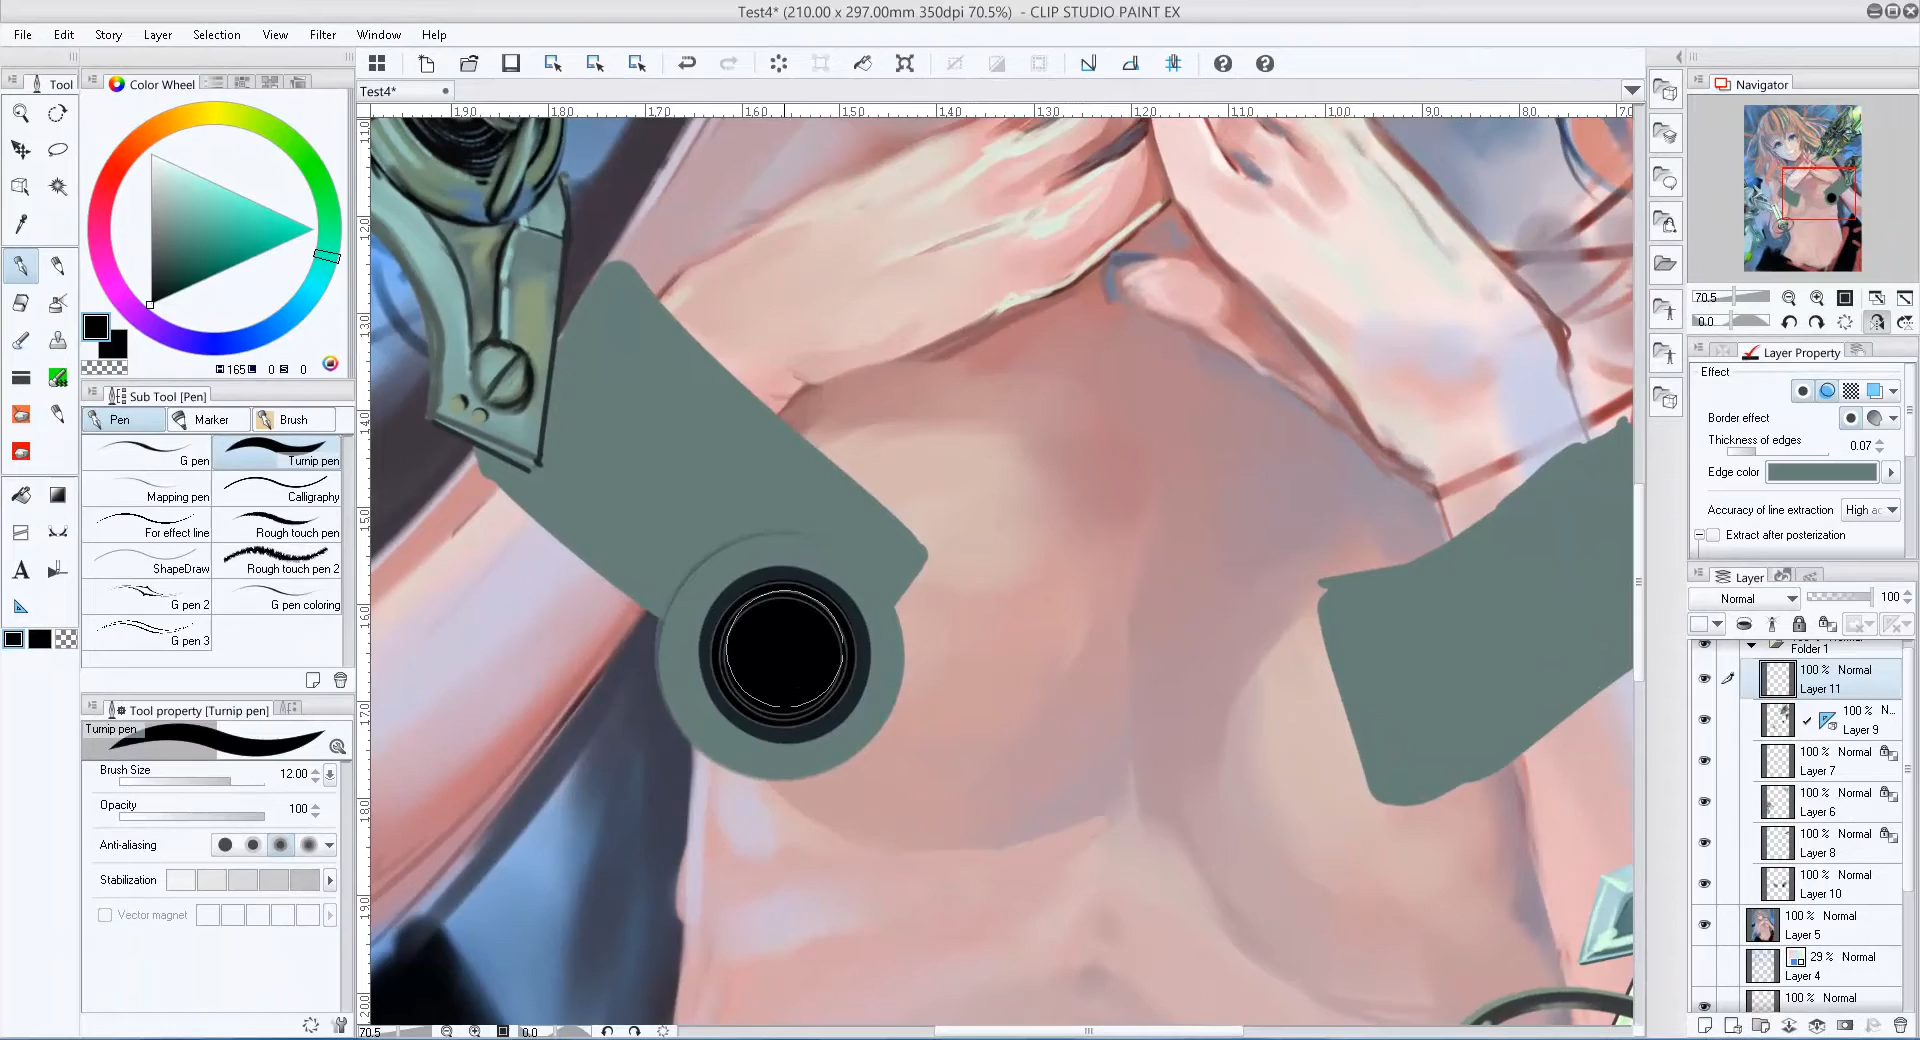 Test4* (210.00 x 297.00mm 350dpi 70.5%) - CLIP STUDIO PAINT EX
File Edit Story Layer Selection View Filter Window Help
Tool
Color Wheel
Test4*
Navigator
70.5
0.0
165 0 0
Sub Tool [Pen]
Pen Marker Brush
G pen Turnip pen
Mapping pen Calligraphy
For effect line Rough touch pen
ShapeDraw Rough touch pen 2
G pen 2 G pen coloring
G pen 3
Tool property [Turnip pen]
Turnip pen
Brush Size 12.00
Opacity 100
Anti-aliasing
Stabilization
Vector magnet
Layer Property
Effect
Border effect
Thickness of edges 0.07
Edge color
Accuracy of line extraction High ac
Extract after posterization
Layer
Normal 100
Folder 1
100 % Normal
Layer 11
100 % N...
Layer 9
100 % Normal
Layer 7
100 % Normal
Layer 6
100 % Normal
Layer 8
100 % Normal
Layer 10
100 % Normal
Layer 5
29 % Normal
Layer 4
100 % Normal
70.5 0.0